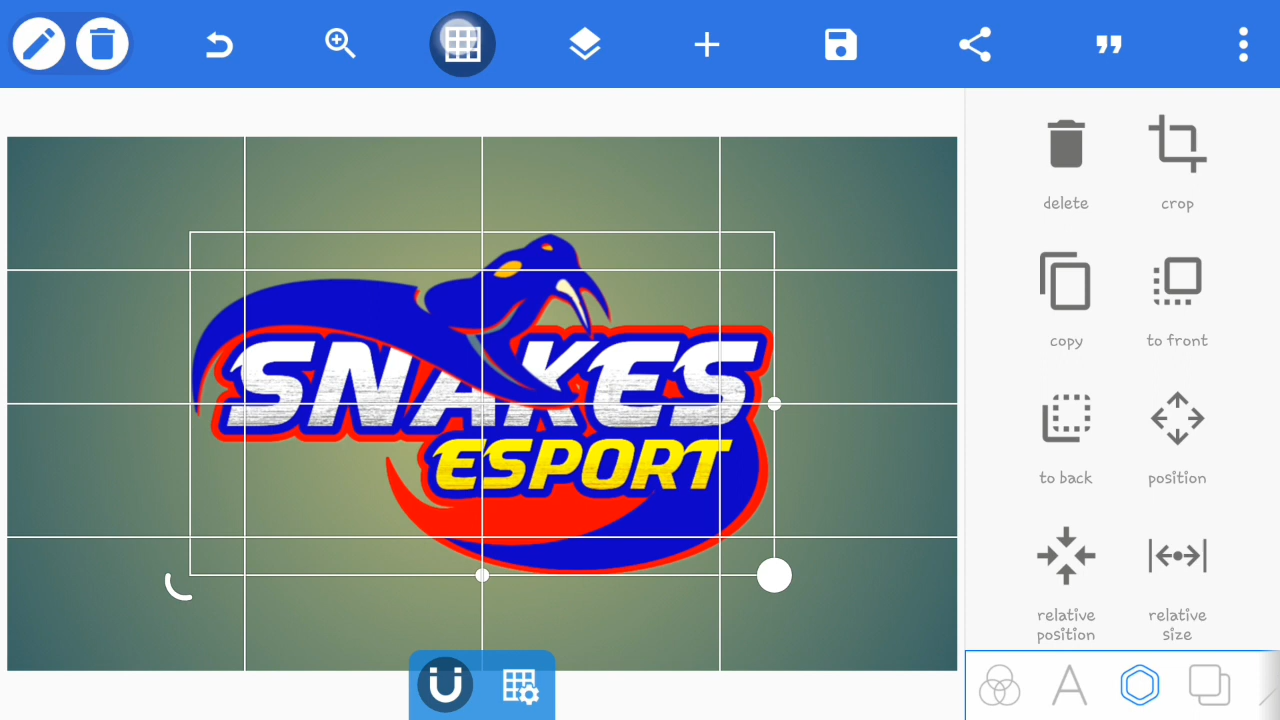 delete
crop
copy
to front
SNAKES
ESPORT
to back
position
relative
position
relative
size